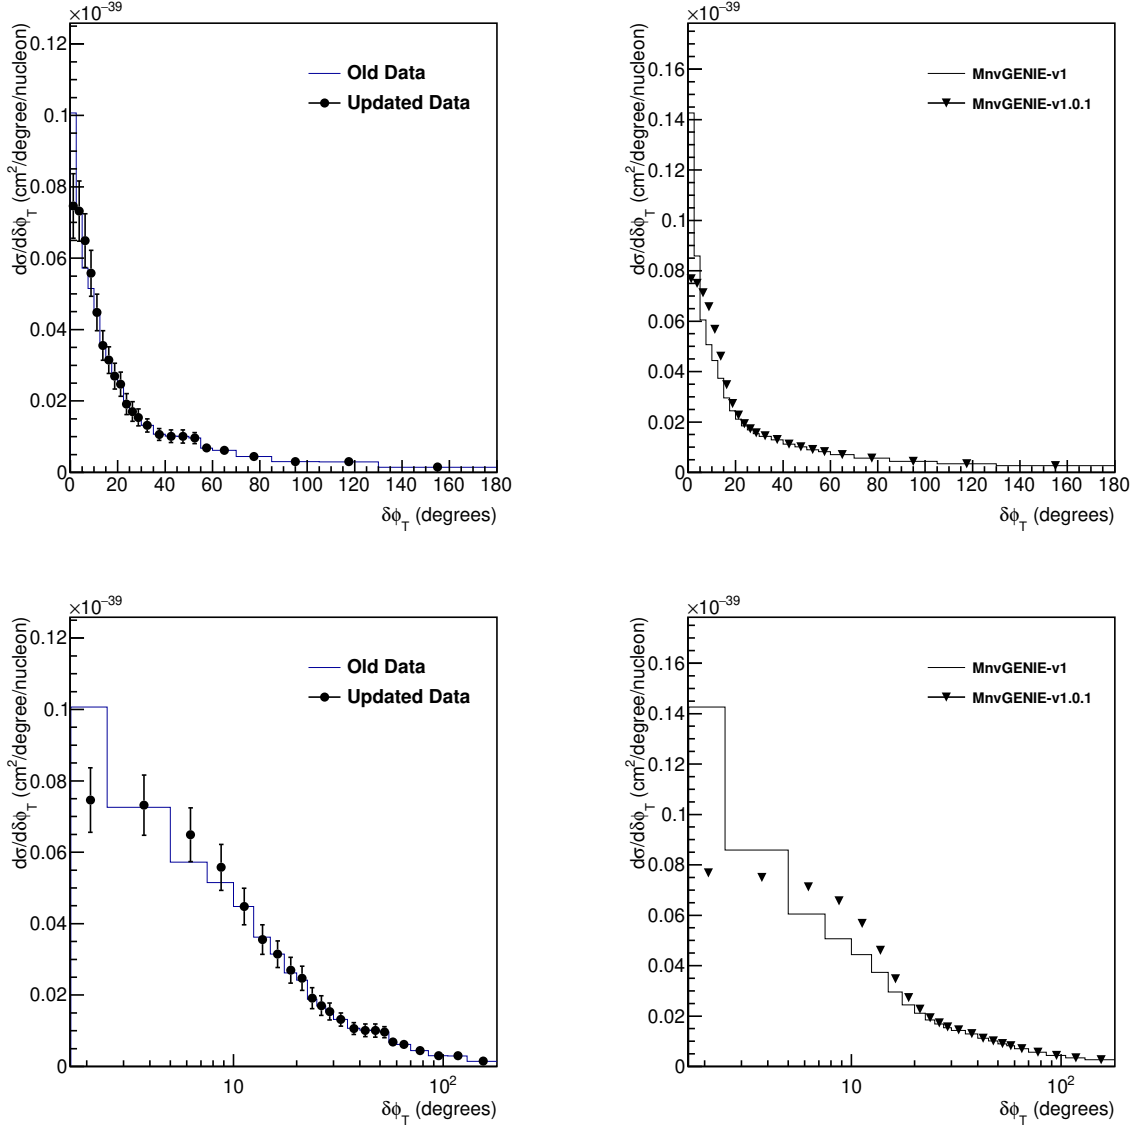 ×10⁻³⁹
dσ/dδϕ_T (cm²/degree/nucleon)
0.12
0.1
0.08
0.06
0.04
0.02
0
Old Data
Updated Data
0 20 40 60 80 100 120 140 160 180
δϕ_T (degrees)
×10⁻³⁹
dσ/dδϕ_T (cm²/degree/nucleon)
0.16
0.14
0.12
0.1
0.08
0.06
0.04
0.02
0
MnvGENIE-v1
MnvGENIE-v1.0.1
0 20 40 60 80 100 120 140 160 180
δϕ_T (degrees)
×10⁻³⁹
dσ/dδϕ_T (cm²/degree/nucleon)
0.12
0.1
0.08
0.06
0.04
0.02
0
Old Data
Updated Data
10 10²
δϕ_T (degrees)
×10⁻³⁹
dσ/dδϕ_T (cm²/degree/nucleon)
0.16
0.14
0.12
0.1
0.08
0.06
0.04
0.02
0
MnvGENIE-v1
MnvGENIE-v1.0.1
10 10²
δϕ_T (degrees)